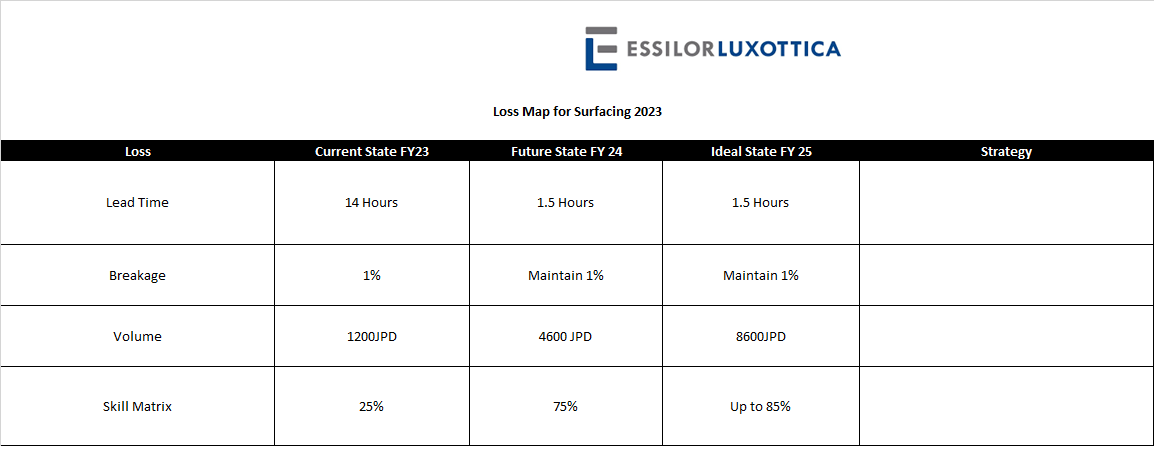 ESSILORLUXOTTICA
Loss Map for Surfacing 2023
Loss Current State FY23 Future State FY 24 Ideal State FY 25 Strategy
Lead Time 14 Hours 1.5 Hours 1.5 Hours
Breakage 1% Maintain 1% Maintain 1%
Volume 1200JPD 4600 JPD 8600JPD
Skill Matrix 25% 75% Up to 85%